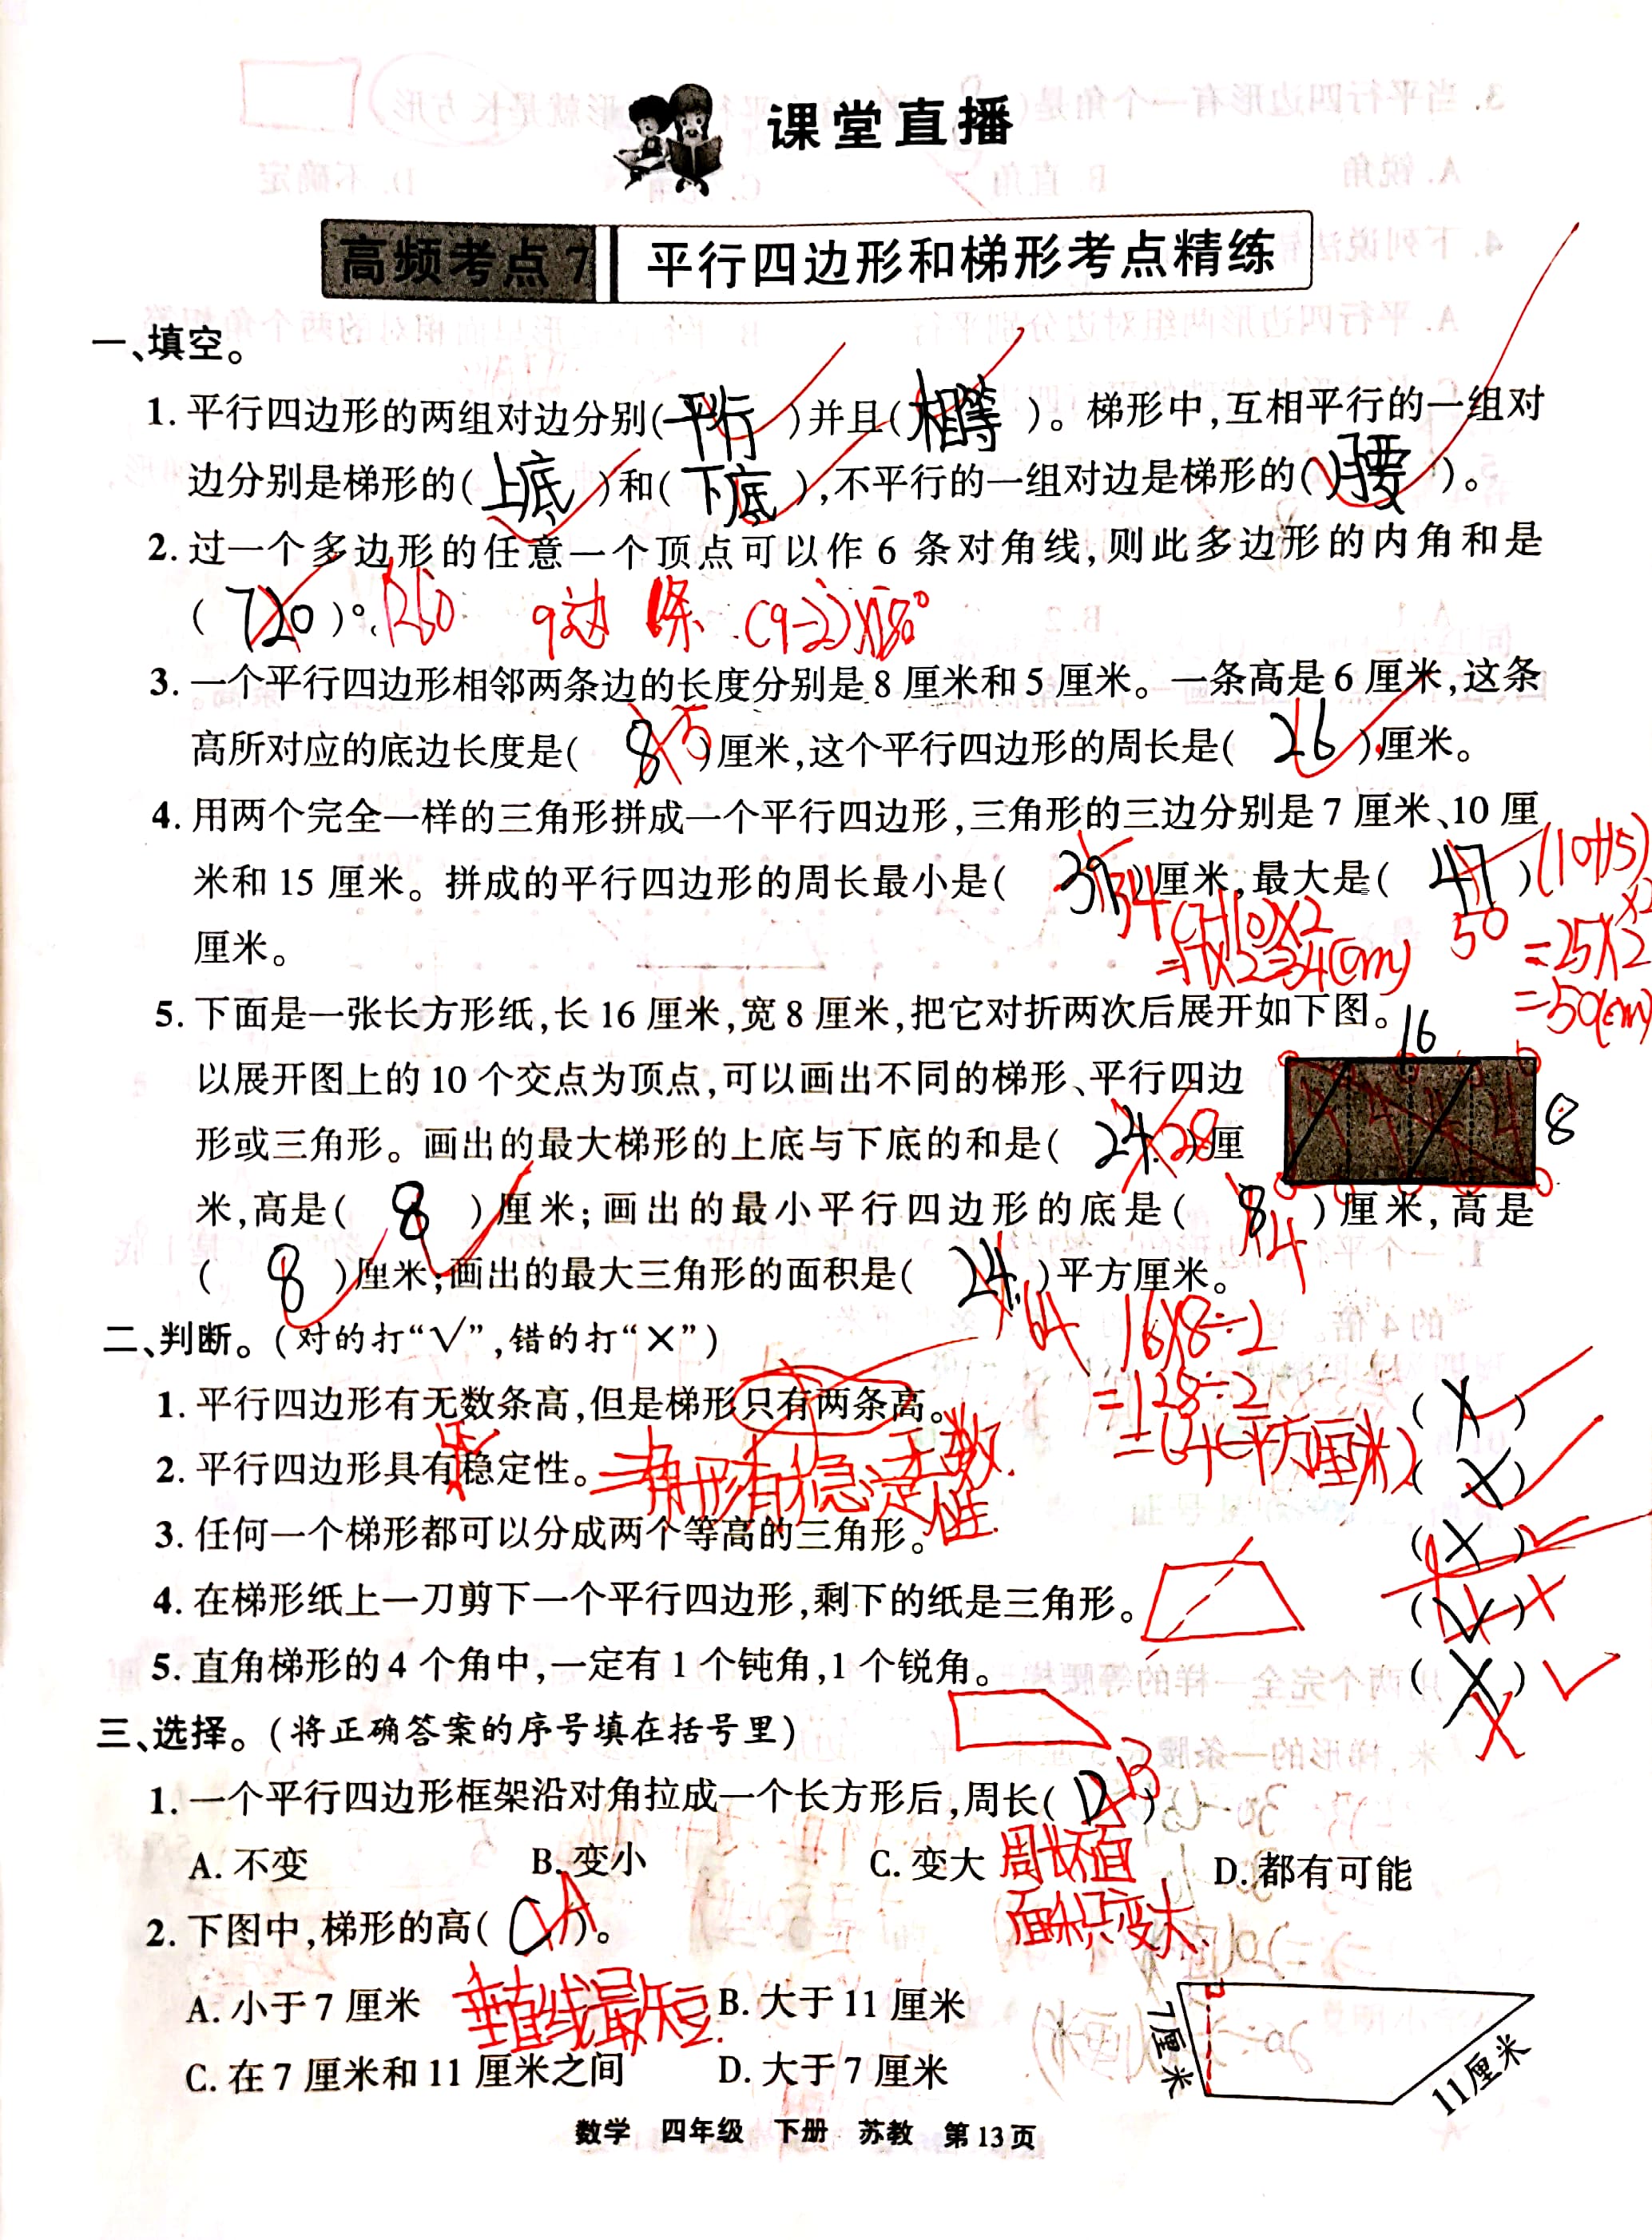 课堂直播
高频考点7 平行四边形和梯形考点精练
一、填空。
1. 平行四边形的两组对边分别(平行)并且(相等)。梯形中,互相平行的一组对
边分别是梯形的(上底)和(下底),不平行的一组对边是梯形的(腰)。
2. 过一个多边形的任意一个顶点可以作 6 条对角线,则此多边形的内角和是
(720)°。1260 9边 条 (9-2)×180°
3. 一个平行四边形相邻两条边的长度分别是 8 厘米和 5 厘米。一条高是 6 厘米,这条
高所对应的底边长度是(8 5)厘米,这个平行四边形的周长是(26)厘米。
4. 用两个完全一样的三角形拼成一个平行四边形,三角形的三边分别是 7 厘米、10 厘
米和 15 厘米。拼成的平行四边形的周长最小是(39 34)厘米,最大是(47 50)
厘米。
(7+10)×2
=17×2=34(cm)
(10+15)×2
=25×2
=50(cm)
5. 下面是一张长方形纸,长 16 厘米,宽 8 厘米,把它对折两次后展开如下图。
以展开图上的 10 个交点为顶点,可以画出不同的梯形、平行四边
形或三角形。画出的最大梯形的上底与下底的和是(24 28)厘
米,高是(8)厘米;画出的最小平行四边形的底是(8 4)厘米,高是
(8)厘米;画出的最大三角形的面积是(24 64)平方厘米。
16
8
16×8÷2
=128÷2
=64(平方厘米)
二、判断。(对的打“√”,错的打“×”)
1. 平行四边形有无数条高,但是梯形只有两条高。(×)
无数
2. 平行四边形具有稳定性。(×)
三角形有稳定性
3. 任何一个梯形都可以分成两个等高的三角形。(×)
4. 在梯形纸上一刀剪下一个平行四边形,剩下的纸是三角形。(√)
5. 直角梯形的 4 个角中,一定有 1 个钝角,1 个锐角。(×)
三、选择。(将正确答案的序号填在括号里)
1. 一个平行四边形框架沿对角拉成一个长方形后,周长(D B)
A. 不变 B. 变小 C. 变大 D. 都有可能
2. 下图中,梯形的高(C A)。
A. 小于 7 厘米 B. 大于 11 厘米
垂直线最短.
C. 在 7 厘米和 11 厘米之间 D. 大于 7 厘米
7厘米
11厘米
数学 四年级 下册 苏教 第13页